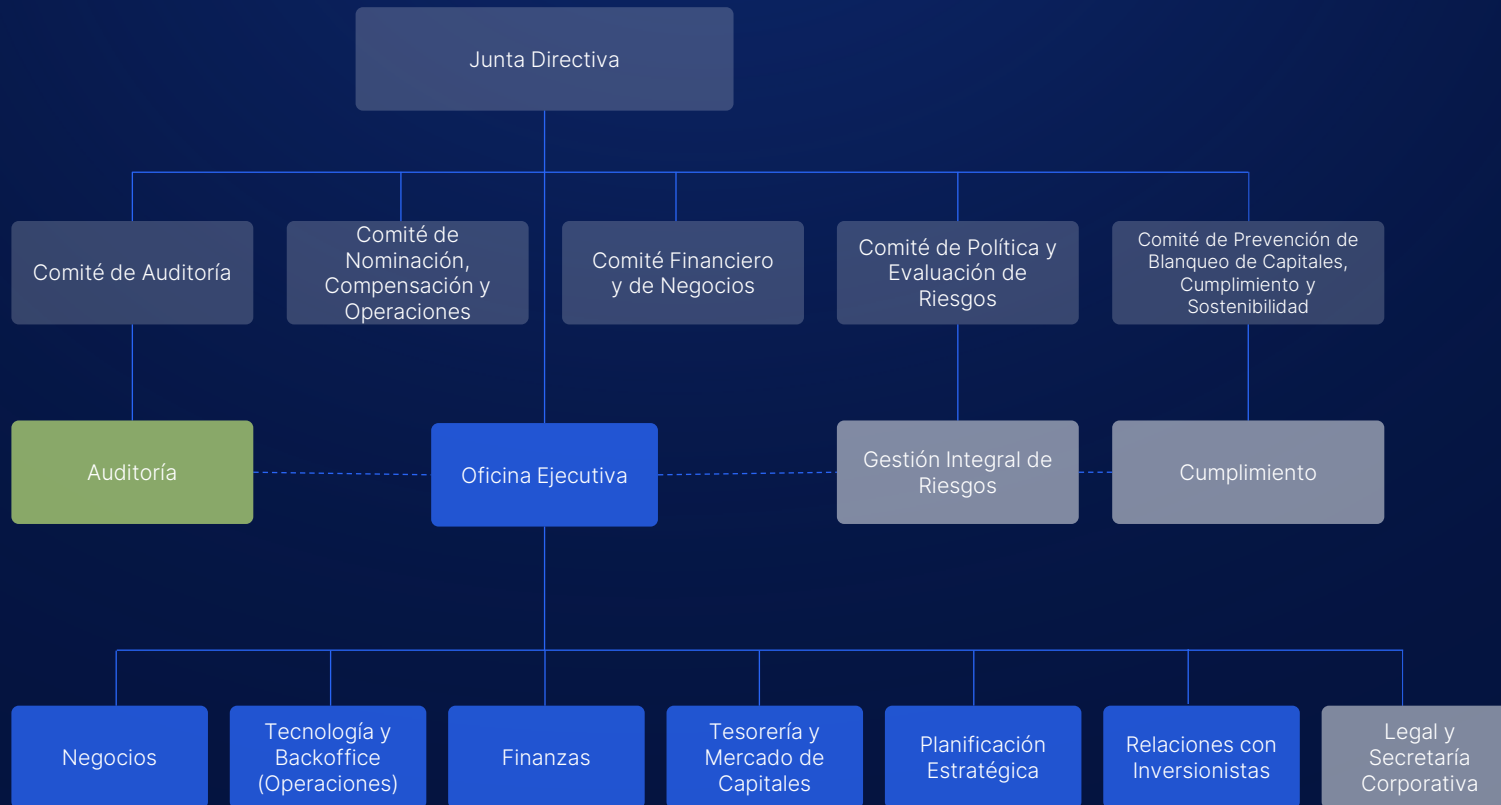 Junta Directiva
Comité de Auditoría
Comité de
Nominación,
Compensación y
Operaciones
Comité Financiero
y de Negocios
Comité de Política y
Evaluación de
Riesgos
Comité de Prevención de
Blanqueo de Capitales,
Cumplimiento y
Sostenibilidad
Auditoría
Oficina Ejecutiva
Gestión Integral de
Riesgos
Cumplimiento
Negocios
Tecnología y
Backoffice
(Operaciones)
Finanzas
Tesorería y
Mercado de
Capitales
Planificación
Estratégica
Relaciones con
Inversionistas
Legal y
Secretaría
Corporativa